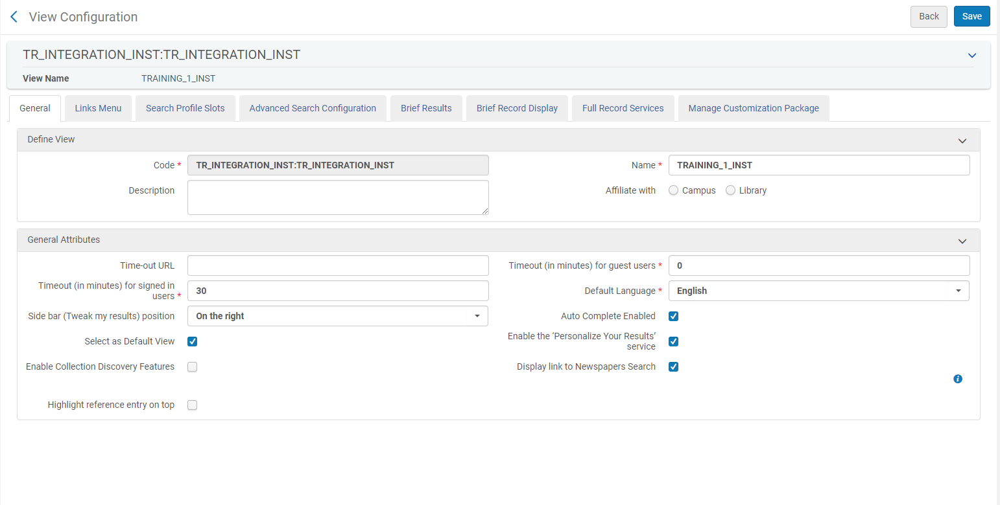 View Configuration
Back
Save
TR_INTEGRATION_INST:TR_INTEGRATION_INST
View Name
TRAINING_1_INST
General
Links Menu
Search Profile Slots
Advanced Search Configuration
Brief Results
Brief Record Display
Full Record Services
Manage Customization Package
Define View
Code *
TR_INTEGRATION_INST:TR_INTEGRATION_INST
Name *
TRAINING_1_INST
Description
Affiliate with
Campus
Library
General Attributes
Time-out URL
Timeout (in minutes) for guest users *
0
Timeout (in minutes) for signed in
users *
30
Default Language *
English
Side bar (Tweak my results) position
On the right
Auto Complete Enabled
Select as Default View
Enable the ‘Personalize Your Results’
service
Enable Collection Discovery Features
Display link to Newspapers Search
Highlight reference entry on top